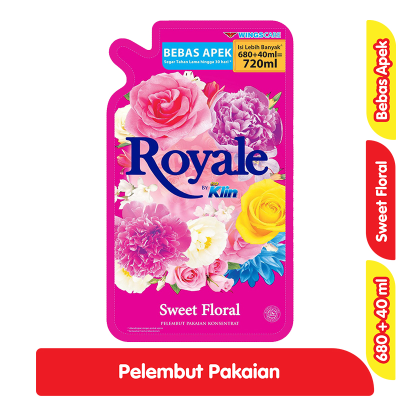 WINGSCARE
BEBAS APEK
Segar Tahan Lama Hingga 30 hari*
Isi Lebih Banyak*
680+40ml=
720ml
Royale
BY: So Klin
Sweet Floral
PELEMBUT PAKAIAN KONSENTRAT
Bebas Apek
Sweet Floral
680 + 40 ml
Pelembut Pakaian